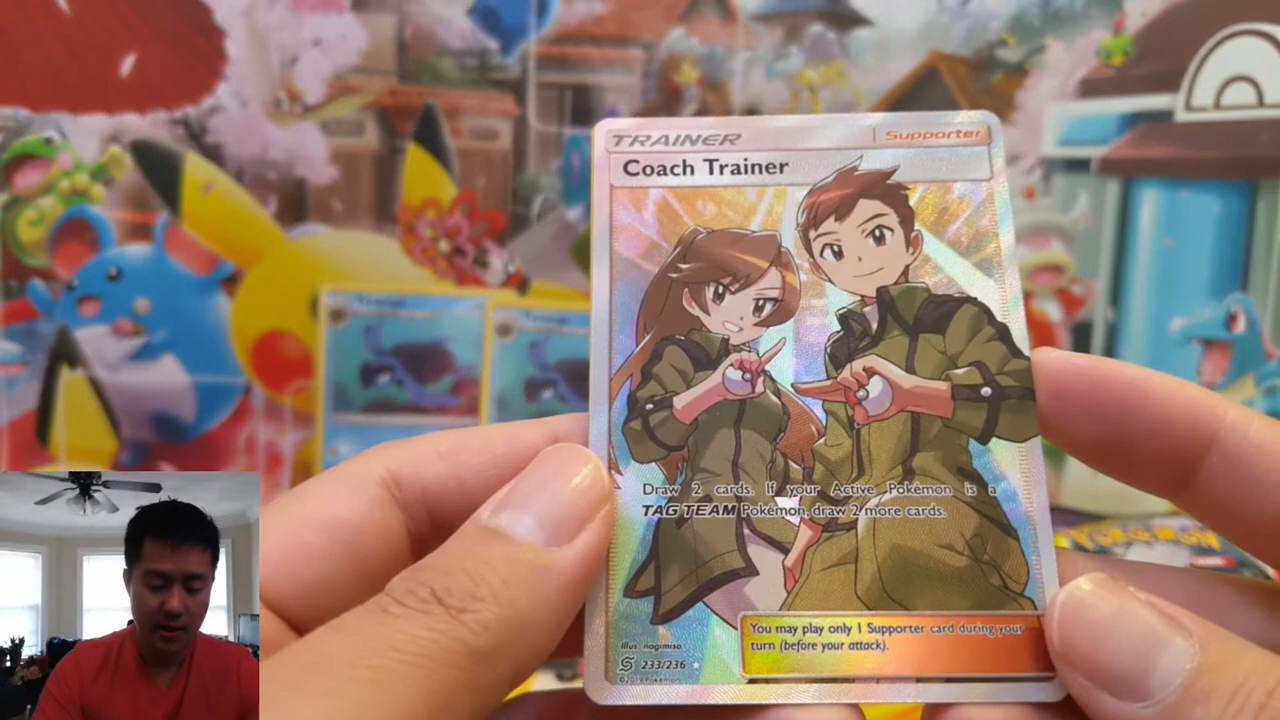 TRAINER
Supporter
Coach Trainer
Draw 2 cards. If your Active Pokémon is a
TAG TEAM Pokémon, draw 2 more cards.
You may play only 1 Supporter card during your
turn (before your attack).
Illus. nagimiso
233/236
©2019 Pokémon
POKÉMON